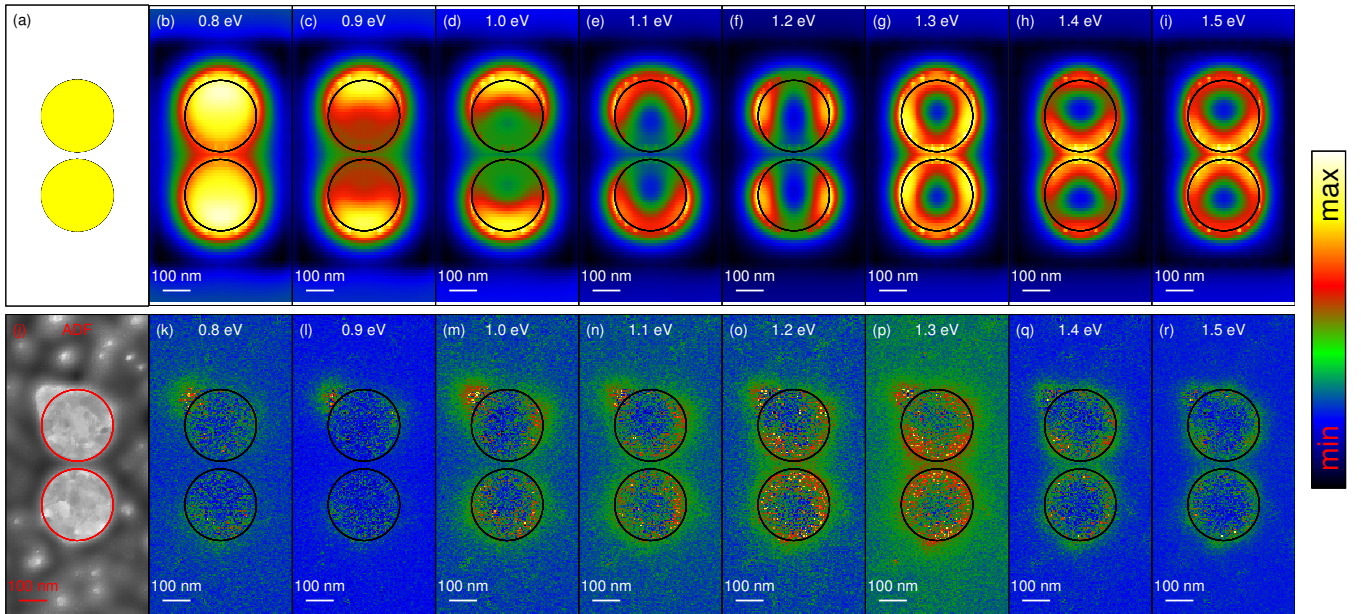 (a)
(b) 0.8 eV
(c) 0.9 eV
(d) 1.0 eV
(e) 1.1 eV
(f) 1.2 eV
(g) 1.3 eV
(h) 1.4 eV
(i) 1.5 eV
100 nm
100 nm
100 nm
100 nm
100 nm
100 nm
100 nm
100 nm
max
min
(j) ADF
(k) 0.8 eV
(l) 0.9 eV
(m) 1.0 eV
(n) 1.1 eV
(o) 1.2 eV
(p) 1.3 eV
(q) 1.4 eV
(r) 1.5 eV
100 nm
100 nm
100 nm
100 nm
100 nm
100 nm
100 nm
100 nm
100 nm